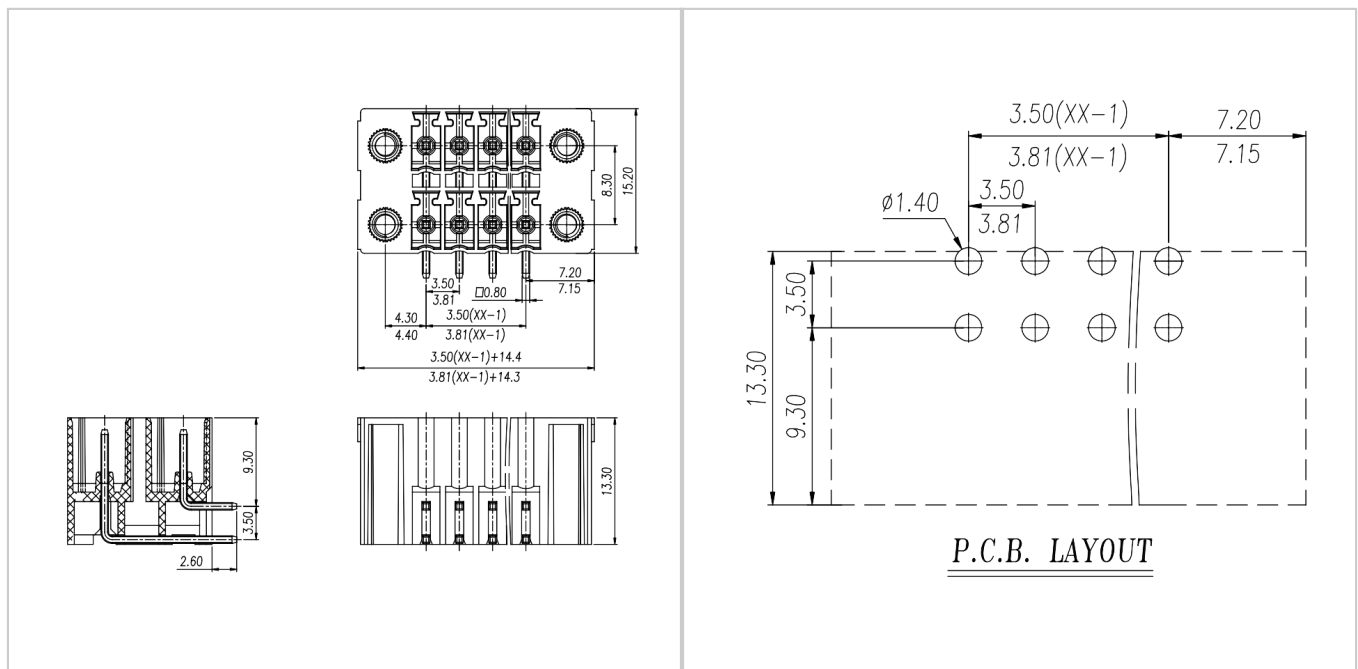 8.30
15.20
3.50
3.81
□0.80
7.20
7.15
4.30
4.40
3.50(XX-1)
3.81(XX-1)
3.50(XX-1)+14.4
3.81(XX-1)+14.3
9.30
3.50
2.60
13.30
3.50(XX-1)
3.81(XX-1)
7.20
7.15
3.50
3.81
ø1.40
3.50
13.30
9.30
P.C.B. LAYOUT